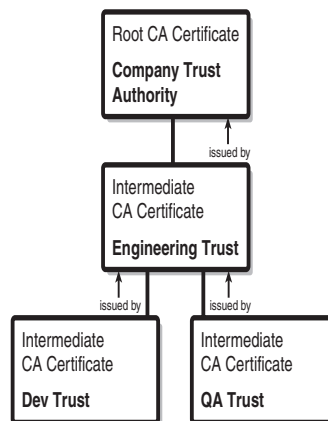 Root CA Certificate
Company Trust
Authority
issued by
Intermediate
CA Certificate
Engineering Trust
issued by
issued by
Intermediate
CA Certificate
Dev Trust
Intermediate
CA Certificate
QA Trust